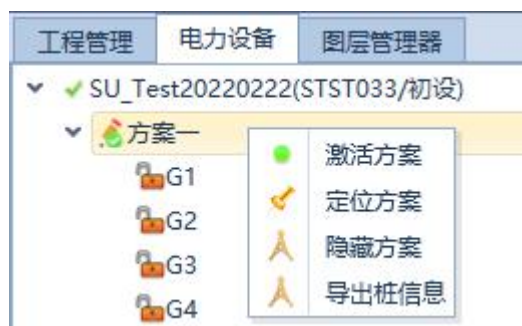 工程管理 电力设备 图层管理器
SU_Test20220222(STST033/初设)
方案一
激活方案
G1
定位方案
G2
隐藏方案
G3
导出桩信息
G4